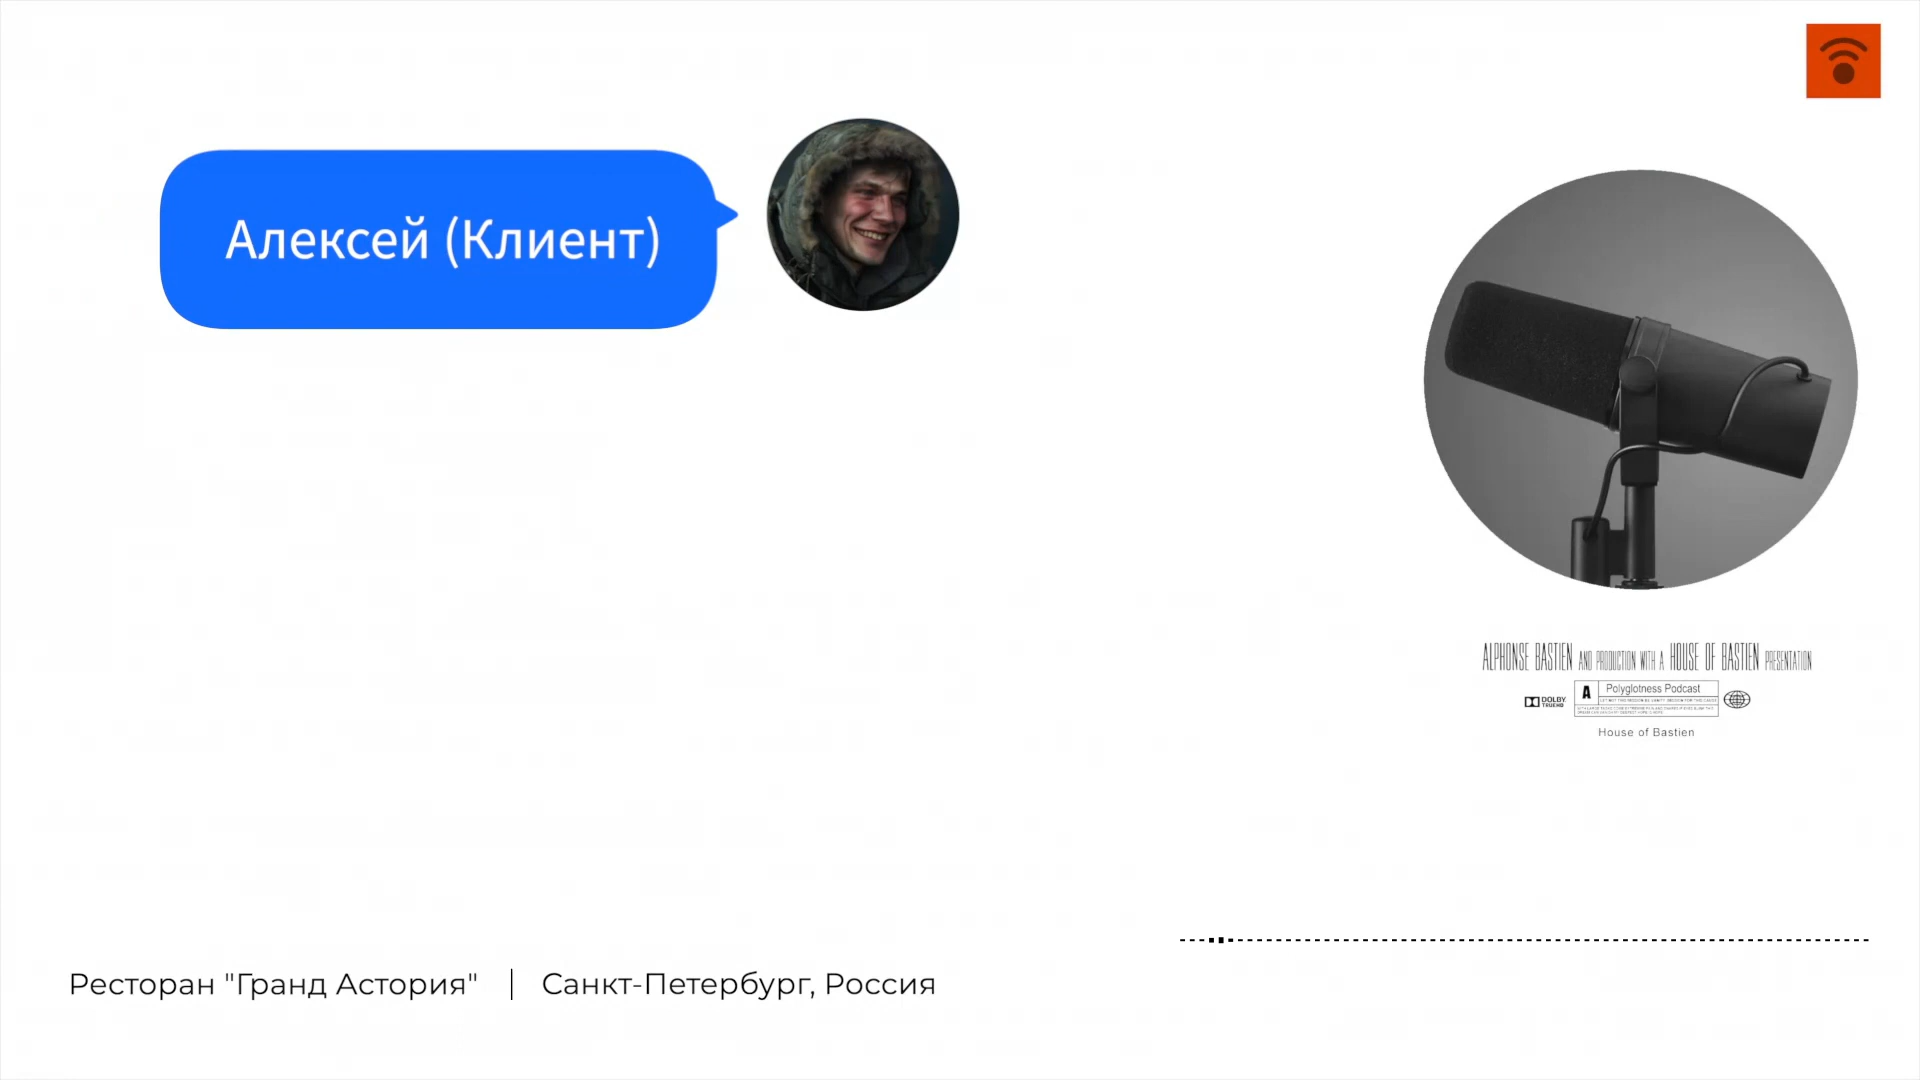 Алексей (Клиент)
ALPHONSE BASTIEN AND PRODUCTION WITH A HOUSE OF BASTIEN PRESENTATION
DOLBY
TRUEHD
A
Polyglotness Podcast
House of Bastien
Ресторан "Гранд Астория" | Санкт-Петербург, Россия